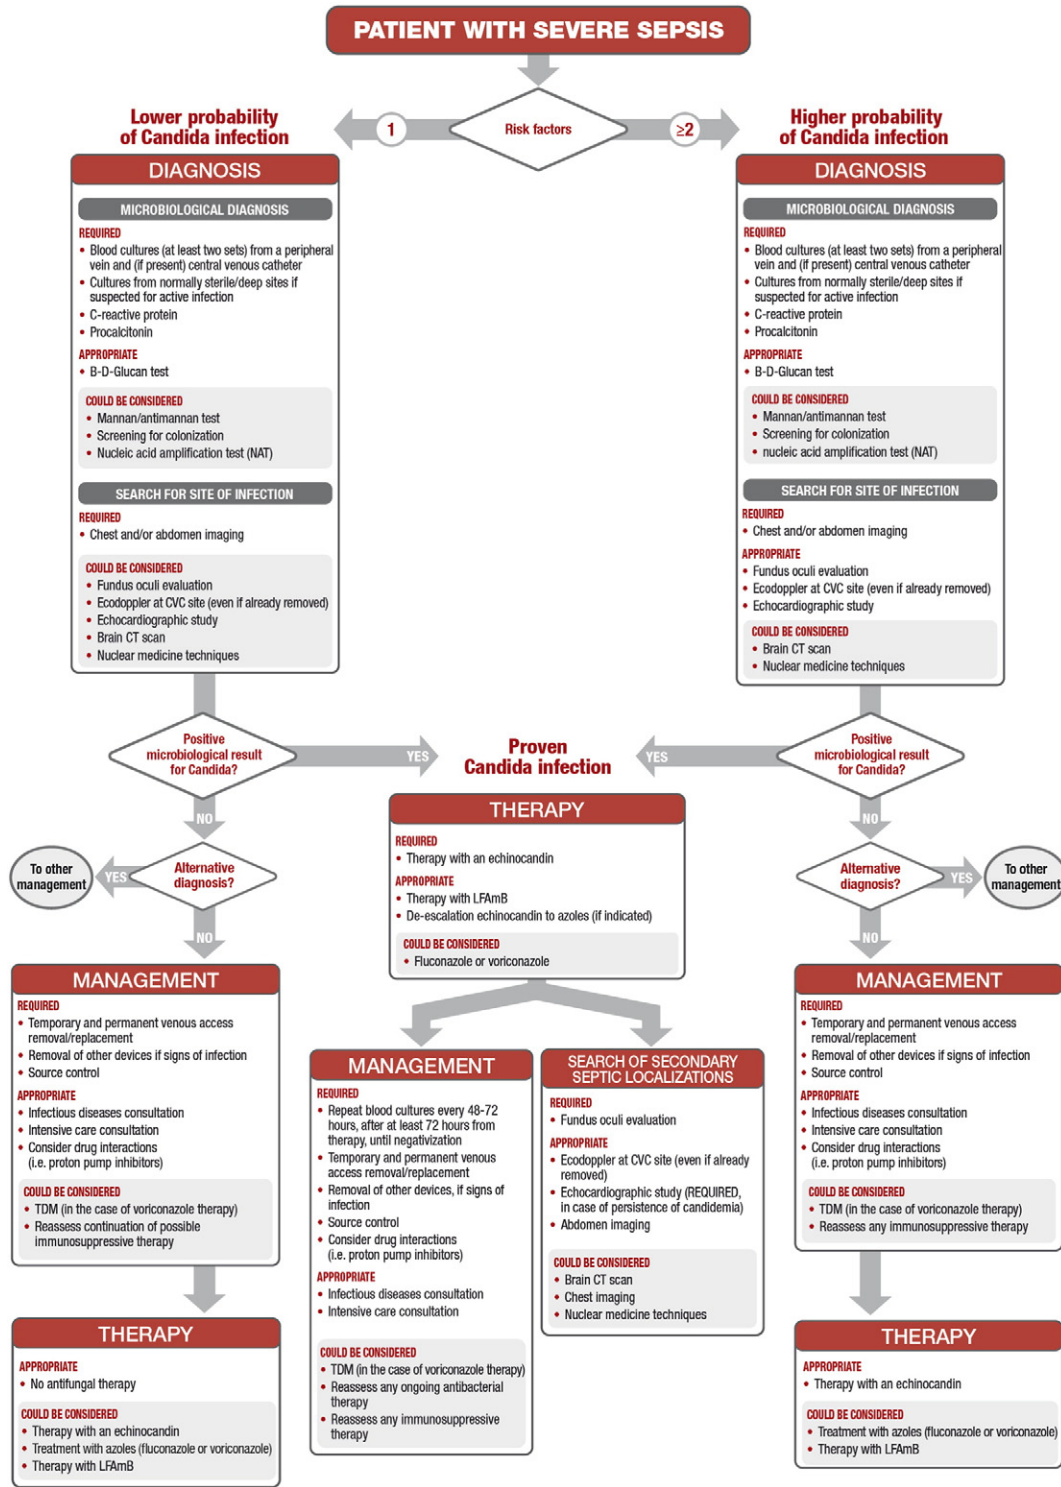 PATIENT WITH SEVERE SEPSIS
Risk factors
1
≥2
Lower probability
of Candida infection
DIAGNOSIS
MICROBIOLOGICAL DIAGNOSIS
REQUIRED
• Blood cultures (at least two sets) from a peripheral
vein and (if present) central venous catheter
• Cultures from normally sterile/deep sites if
suspected for active infection
• C-reactive protein
• Procalcitonin
APPROPRIATE
• B-D-Glucan test
COULD BE CONSIDERED
• Mannan/antimannan test
• Screening for colonization
• Nucleic acid amplification test (NAT)
SEARCH FOR SITE OF INFECTION
REQUIRED
• Chest and/or abdomen imaging
COULD BE CONSIDERED
• Fundus oculi evaluation
• Ecodoppler at CVC site (even if already removed)
• Echocardiographic study
• Brain CT scan
• Nuclear medicine techniques
Higher probability
of Candida infection
DIAGNOSIS
MICROBIOLOGICAL DIAGNOSIS
REQUIRED
• Blood cultures (at least two sets) from a peripheral
vein and (if present) central venous catheter
• Cultures from normally sterile/deep sites if
suspected for active infection
• C-reactive protein
• Procalcitonin
APPROPRIATE
• B-D-Glucan test
COULD BE CONSIDERED
• Mannan/antimannan test
• Screening for colonization
• nucleic acid amplification test (NAT)
SEARCH FOR SITE OF INFECTION
REQUIRED
• Chest and/or abdomen imaging
APPROPRIATE
• Fundus oculi evaluation
• Ecodoppler at CVC site (even if already removed)
• Echocardiographic study
COULD BE CONSIDERED
• Brain CT scan
• Nuclear medicine techniques
Positive
microbiological result
for Candida?
YES
NO
Proven
Candida infection
YES
Positive
microbiological result
for Candida?
NO
To other
management
YES
Alternative
diagnosis?
NO
THERAPY
REQUIRED
• Therapy with an echinocandin
APPROPRIATE
• Therapy with LFAmB
• De-escalation echinocandin to azoles (if indicated)
COULD BE CONSIDERED
• Fluconazole or voriconazole
Alternative
diagnosis?
YES
To other
management
NO
MANAGEMENT
REQUIRED
• Temporary and permanent venous access
removal/replacement
• Removal of other devices if signs of infection
• Source control
APPROPRIATE
• Infectious diseases consultation
• Intensive care consultation
• Consider drug interactions
(i.e. proton pump inhibitors)
COULD BE CONSIDERED
• TDM (in the case of voriconazole therapy)
• Reassess continuation of possible
immunosuppressive therapy
THERAPY
APPROPRIATE
• No antifungal therapy
COULD BE CONSIDERED
• Therapy with an echinocandin
• Treatment with azoles (fluconazole or voriconazole)
• Therapy with LFAmB
MANAGEMENT
REQUIRED
• Repeat blood cultures every 48-72
hours, after at least 72 hours from
therapy, until negativization
• Temporary and permanent venous
access removal/replacement
• Removal of other devices, if signs of
infection
• Source control
• Consider drug interactions
(i.e. proton pump inhibitors)
APPROPRIATE
• Infectious diseases consultation
• Intensive care consultation
COULD BE CONSIDERED
• TDM (in the case of voriconazole therapy)
• Reassess any ongoing antibacterial
therapy
• Reassess any immunosuppressive
therapy
SEARCH OF SECONDARY
SEPTIC LOCALIZATIONS
REQUIRED
• Fundus oculi evaluation
APPROPRIATE
• Ecodoppler at CVC site (even if already
removed)
• Echocardiographic study (REQUIRED,
in case of persistence of candidemia)
• Abdomen imaging
COULD BE CONSIDERED
• Brain CT scan
• Chest imaging
• Nuclear medicine techniques
MANAGEMENT
REQUIRED
• Temporary and permanent venous access
removal/replacement
• Removal of other devices if signs of infection
• Source control
APPROPRIATE
• Infectious diseases consultation
• Intensive care consultation
• Consider drug interactions
(i.e. proton pump inhibitors)
COULD BE CONSIDERED
• TDM (in the case of voriconazole therapy)
• Reassess any immunosuppressive therapy
THERAPY
APPROPRIATE
• Therapy with an echinocandin
COULD BE CONSIDERED
• Treatment with azoles (fluconazole or voriconazole)
• Therapy with LFAmB